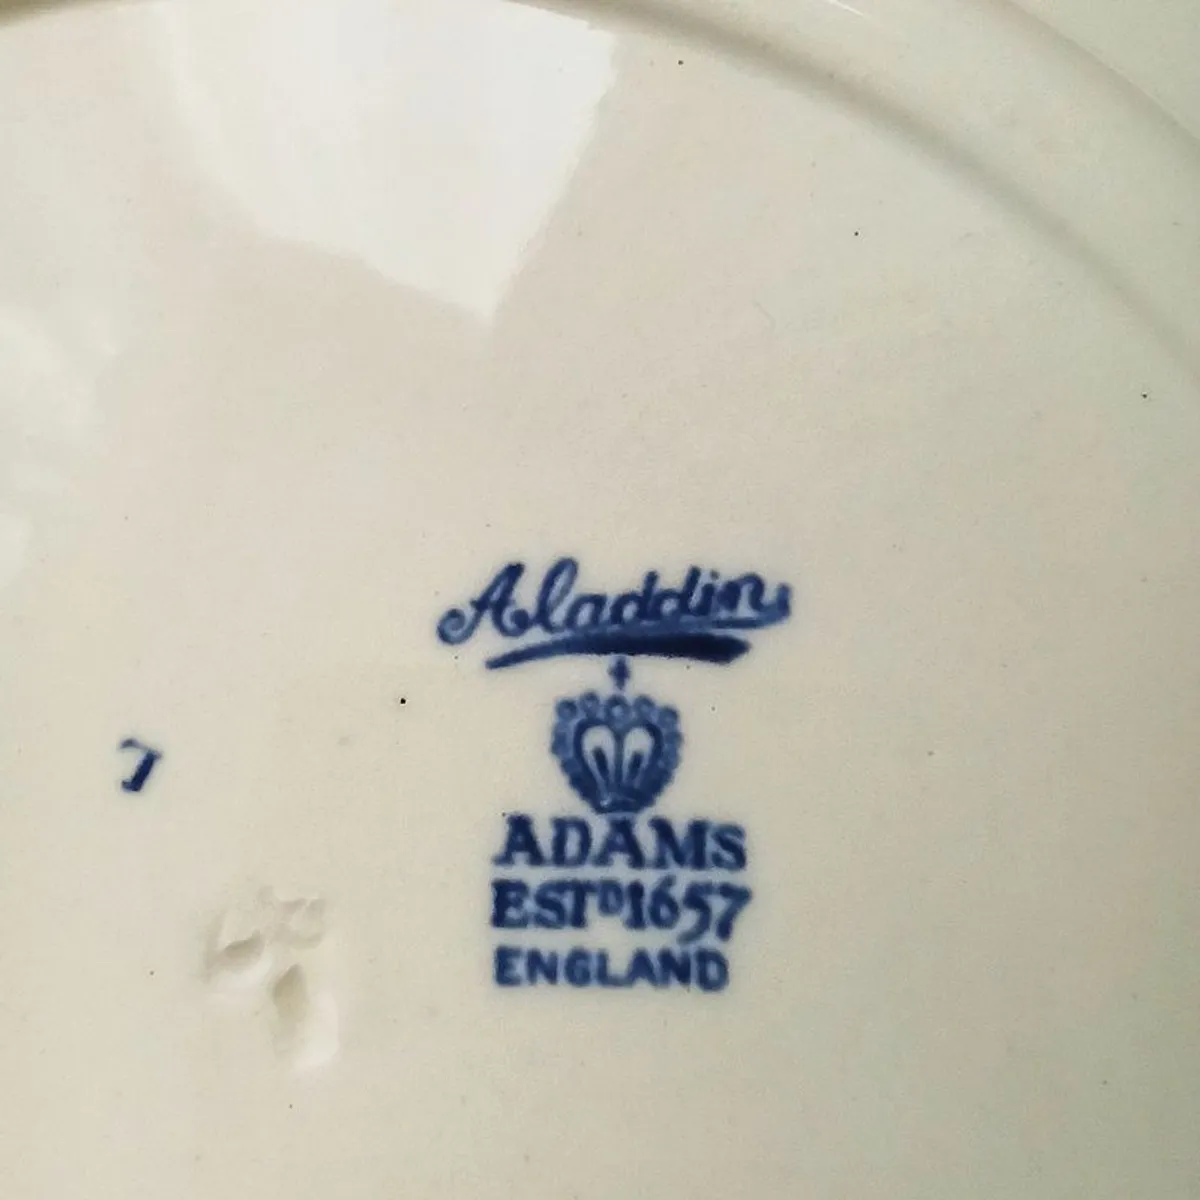 Aladdin
ADAMS
ESTD 1657
ENGLAND
7